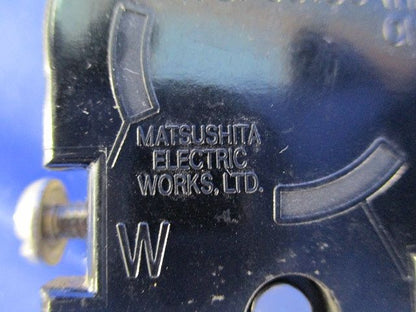 MATSUSHITA
ELECTRIC
WORKS, LTD.
W